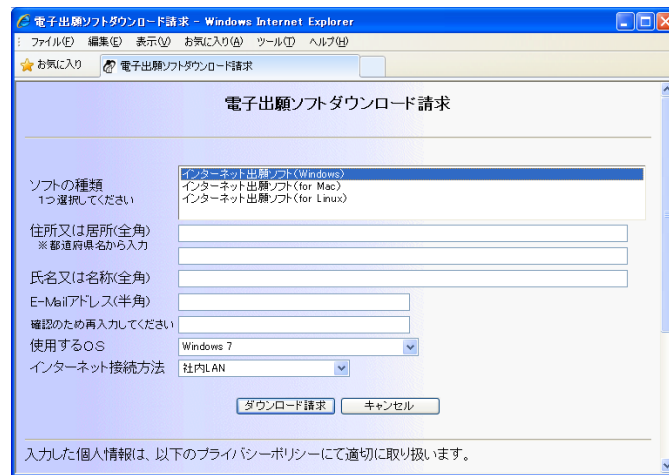 電子出願ソフトダウンロード請求 - Windows Internet Explorer
ファイル(F) 編集(E) 表示(V) お気に入り(A) ツール(T) ヘルプ(H)
お気に入り 電子出願ソフトダウンロード請求
電子出願ソフトダウンロード請求
ソフトの種類
1つ選択してください
インターネット出願ソフト(Windows)
インターネット出願ソフト(for Mac)
インターネット出願ソフト(for Linux)
住所又は居所(全角)
※都道府県名から入力
氏名又は名称(全角)
E-Mailアドレス(半角)
確認のため再入力してください
使用するOS Windows 7
インターネット接続方法 社内LAN
ダウンロード請求 キャンセル
入力した個人情報は、以下のプライバシーポリシーにて適切に取り扱います。